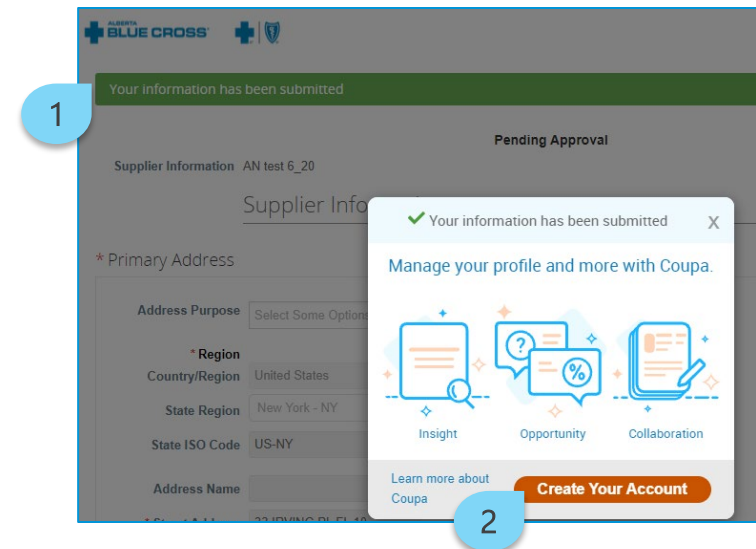 ALBERTA
BLUE CROSS
Your information has been submitted
1
Pending Approval
Supplier Information AN test 6_20
Supplier Info
* Primary Address
Address Purpose Select Some Options
* Region
Country/Region United States
State Region New York - NY
State ISO Code US-NY
Address Name
Your information has been submitted X
Manage your profile and more with Coupa.
? %
Insight Opportunity Collaboration
Learn more about
Coupa
Create Your Account
2